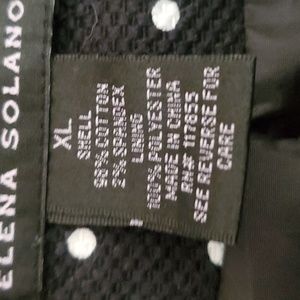 ELENA SOLANO
XL
SHELL
98% COTTON
2% SPANDEX
LINING
100% POLYESTER
MADE IN CHINA
RN# 117855
SEE REVERSE FOR
CARE